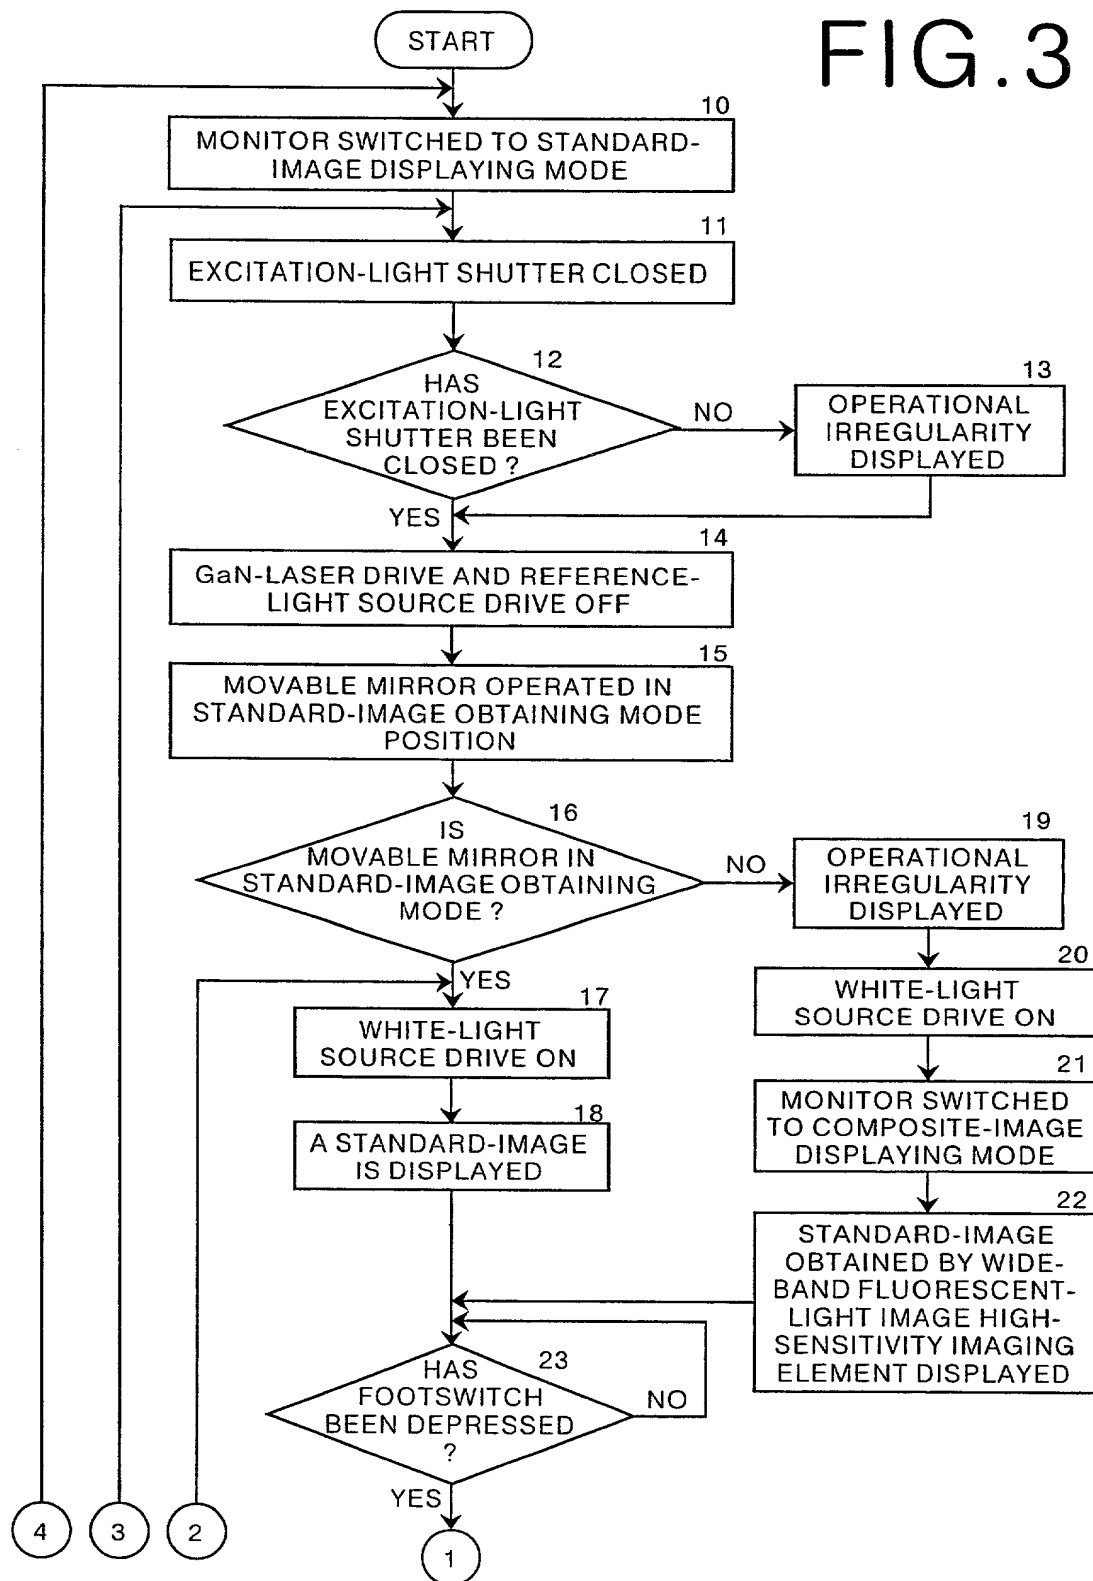 FIG.3
START
10
MONITOR SWITCHED TO STANDARD-
IMAGE DISPLAYING MODE
11
EXCITATION-LIGHT SHUTTER CLOSED
12
HAS
EXCITATION-LIGHT
SHUTTER BEEN
CLOSED ?
NO
13
OPERATIONAL
IRREGULARITY
DISPLAYED
YES
14
GaN-LASER DRIVE AND REFERENCE-
LIGHT SOURCE DRIVE OFF
15
MOVABLE MIRROR OPERATED IN
STANDARD-IMAGE OBTAINING MODE
POSITION
16
IS
MOVABLE MIRROR IN
STANDARD-IMAGE OBTAINING
MODE ?
NO
19
OPERATIONAL
IRREGULARITY
DISPLAYED
YES
17
WHITE-LIGHT
SOURCE DRIVE ON
20
WHITE-LIGHT
SOURCE DRIVE ON
18
A STANDARD-IMAGE
IS DISPLAYED
21
MONITOR SWITCHED
TO COMPOSITE-IMAGE
DISPLAYING MODE
22
STANDARD-IMAGE
OBTAINED BY WIDE-
BAND FLUORESCENT-
LIGHT IMAGE HIGH-
SENSITIVITY IMAGING
ELEMENT DISPLAYED
23
HAS
FOOTSWITCH
BEEN DEPRESSED
?
NO
YES
4
3
2
1